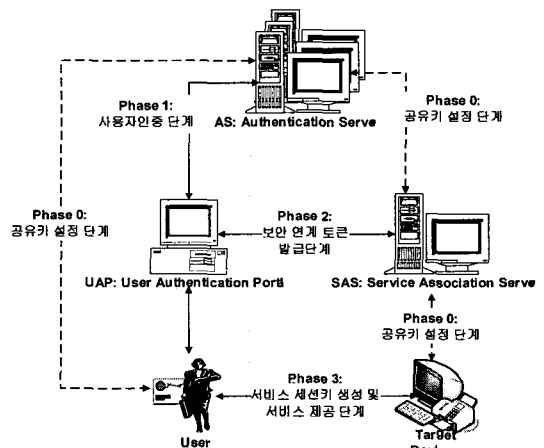 Phase 1:
사용자인증 단계
AS: Authentication Serve
Phase 0:
공유키 설정 단계
Phase 0:
공유키 설정 단계
Phase 2:
보안 연계 토큰
발급단계
UAP: User Authentication Portl
SAS: Service Association Serve
Phase 0:
공유키 설정 단계
Phase 3:
서비스 세션키 생성 및
서비스 제공 단계
User
Target